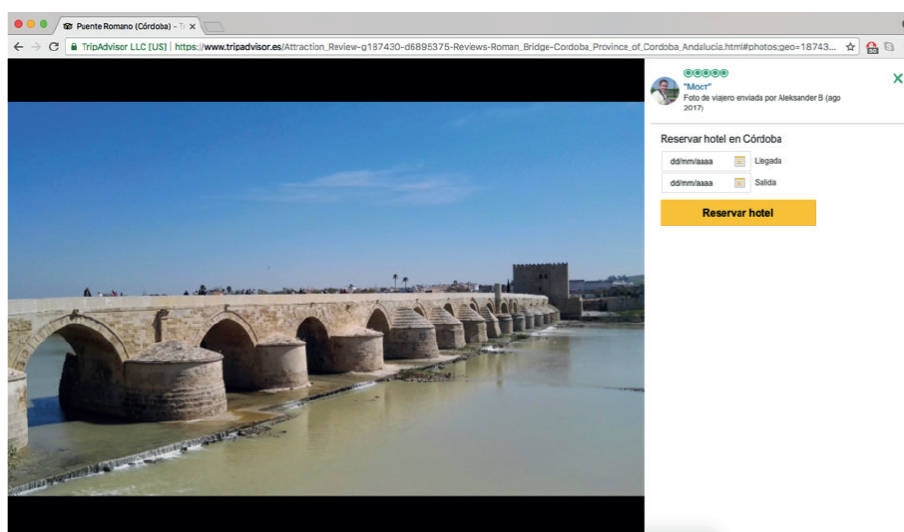 Puente Romano (Córdoba) - Tr
TripAdvisor LLC [US] | https://www.tripadvisor.es/Attraction_Review-g187430-d6895375-Reviews-Roman_Bridge-Cordoba_Province_of_Cordoba_Andalucia.html#photos;geo=18743...
"Мост"
Foto de viajero enviada por Aleksander B (ago
2017)
Reservar hotel en Córdoba
dd/mm/aaaa Llegada
dd/mm/aaaa Salida
Reservar hotel